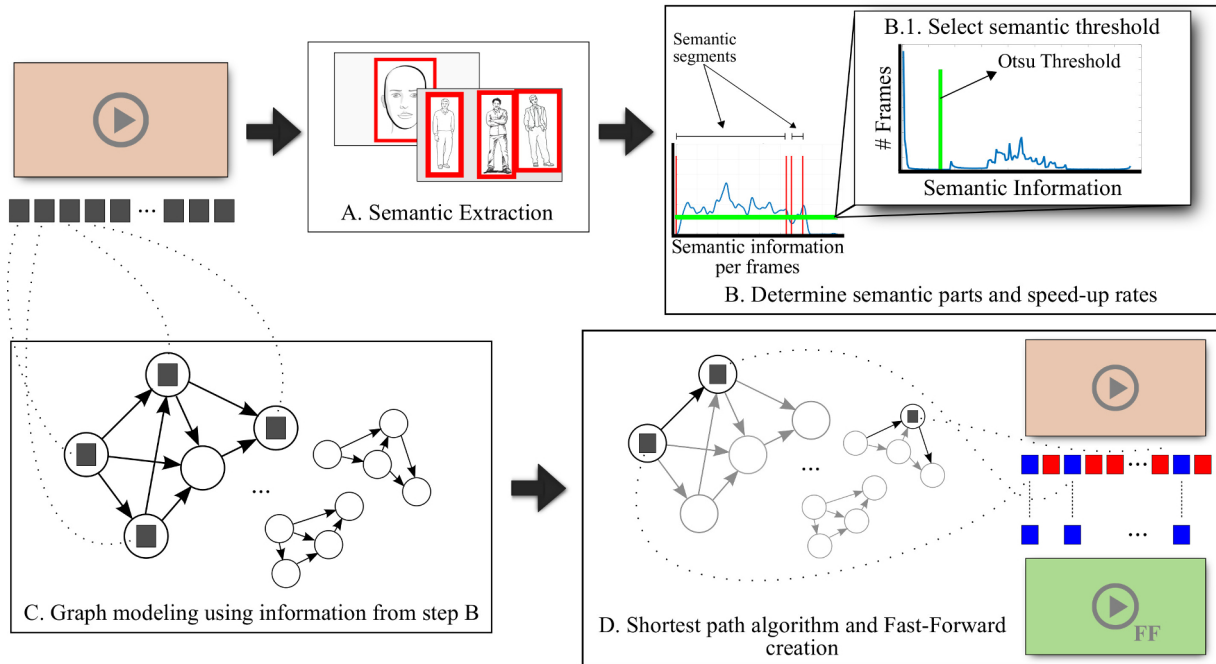 A. Semantic Extraction
Semantic
segments
Semantic information
per frames
B.1. Select semantic threshold
Otsu Threshold
# Frames
Semantic Information
B. Determine semantic parts and speed-up rates
...
...
C. Graph modeling using information from step B
...
...
...
FF
D. Shortest path algorithm and Fast-Forward
creation